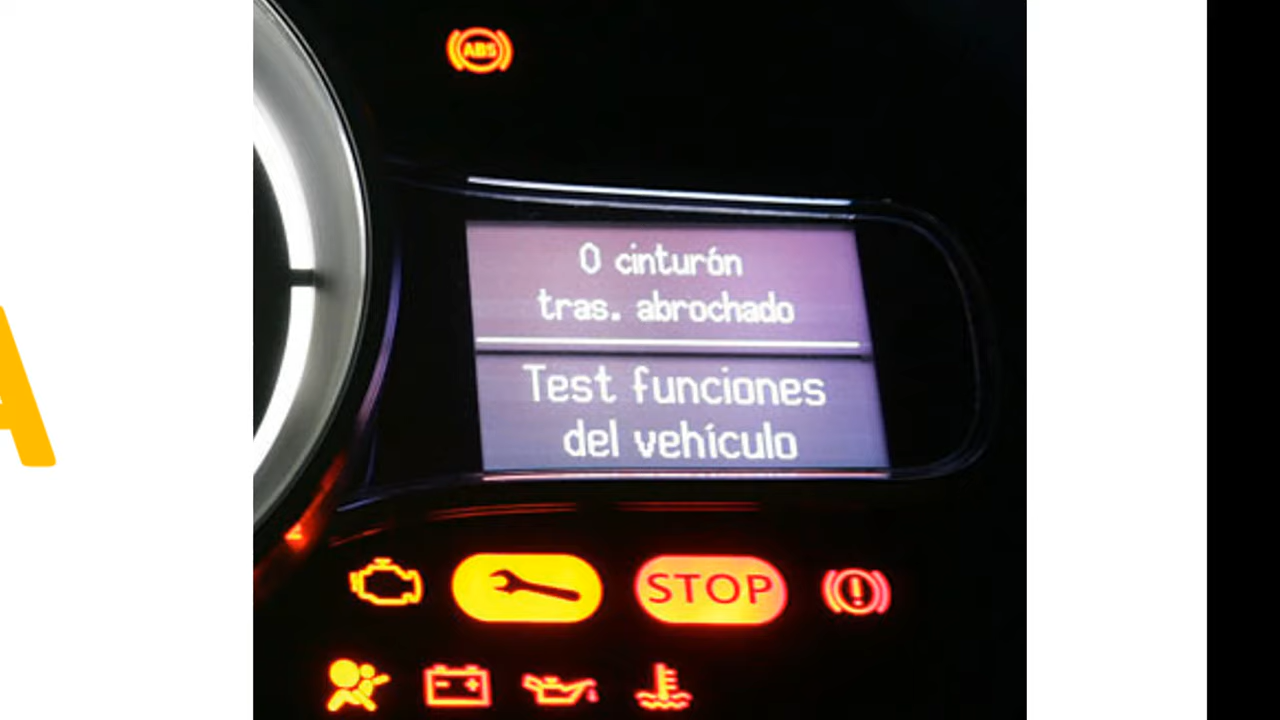 A
ABS
0 cinturón
tras. abrochado
Test funciones
del vehículo
STOP